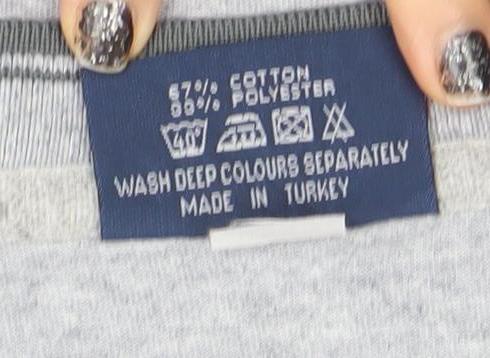 67% COTTON
33% POLYESTER
40°
WASH DEEP COLOURS SEPARATELY
MADE IN TURKEY